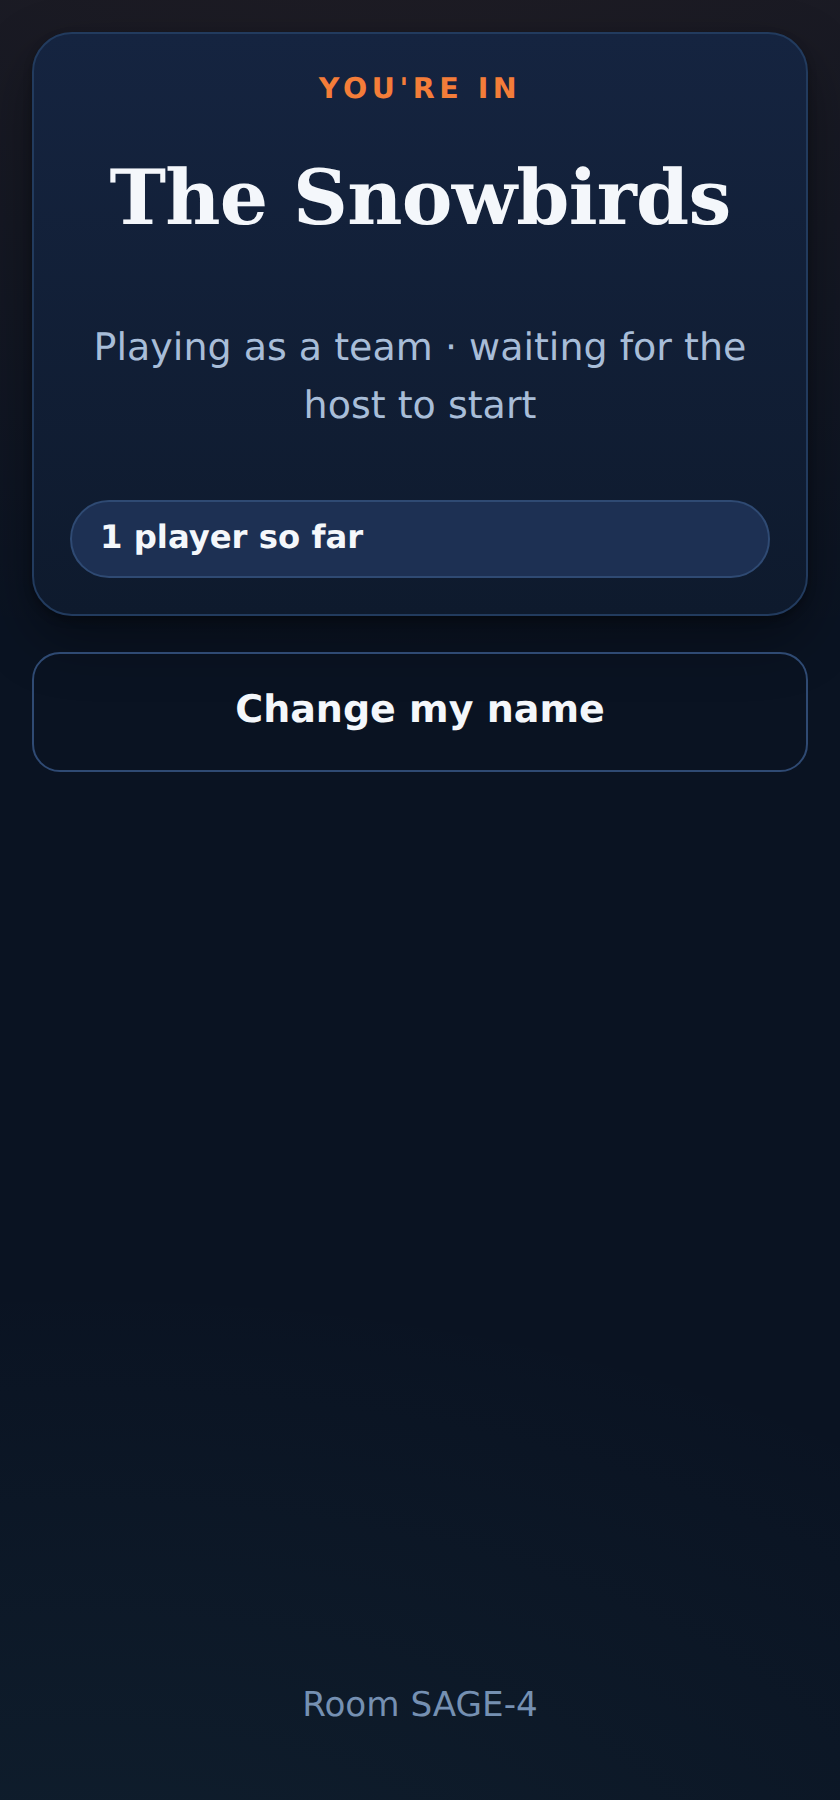 YOU'RE IN
The Snowbirds
Playing as a team · waiting for the
host to start
1 player so far
Change my name
Room SAGE-4